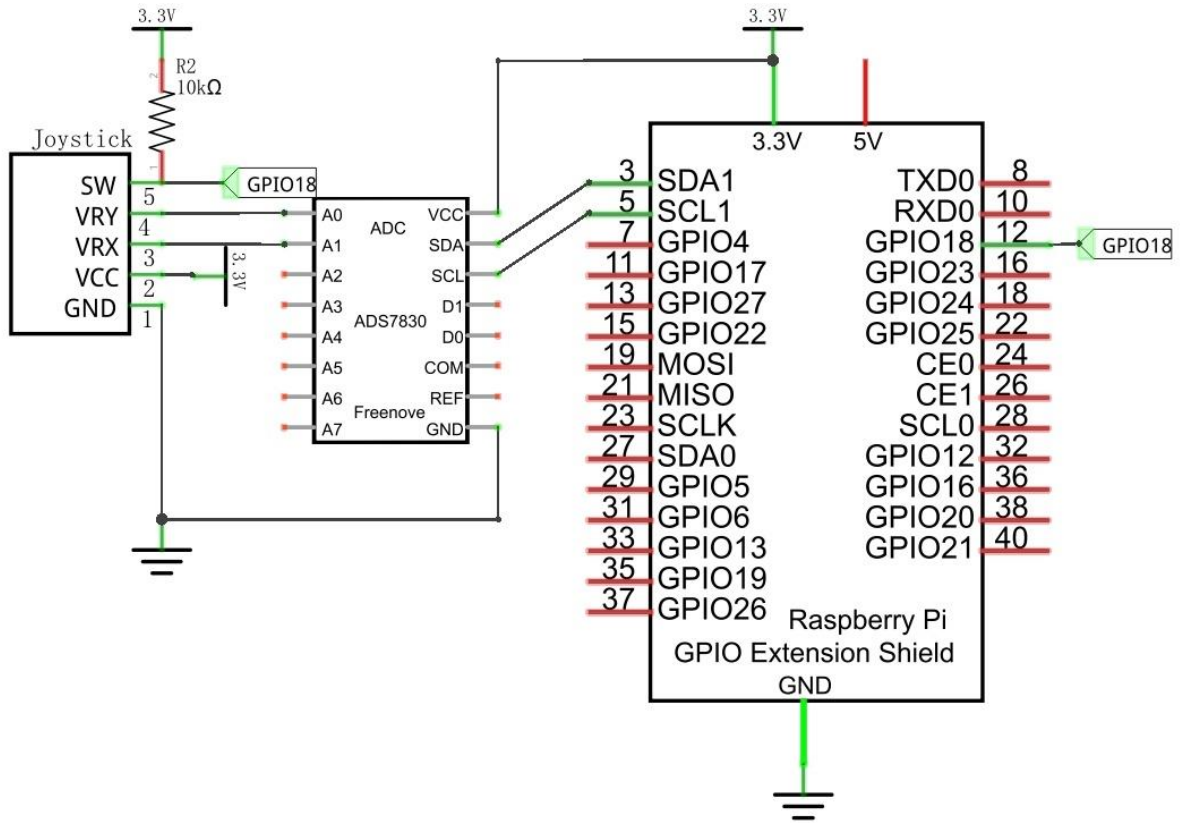 3.3V
2
R2
10kΩ
1
Joystick
SW
5
VRY
4
VRX
3
VCC
2
GND
1
GPIO18
3.3V
A0
A1
A2
A3
A4
A5
A6
A7
ADC
ADS7830
Freenove
VCC
SDA
SCL
D1
D0
COM
REF
GND
3.3V
3.3V
5V
3 SDA1
5 SCL1
7 GPIO4
11 GPIO17
13 GPIO27
15 GPIO22
19 MOSI
21 MISO
23 SCLK
27 SDA0
29 GPIO5
31 GPIO6
33 GPIO13
35 GPIO19
37 GPIO26
TXD0 8
RXD0 10
GPIO18 12
GPIO23 16
GPIO24 18
GPIO25 22
CE0 24
CE1 26
SCL0 28
GPIO12 32
GPIO16 36
GPIO20 38
GPIO21 40
GPIO18
Raspberry Pi
GPIO Extension Shield
GND